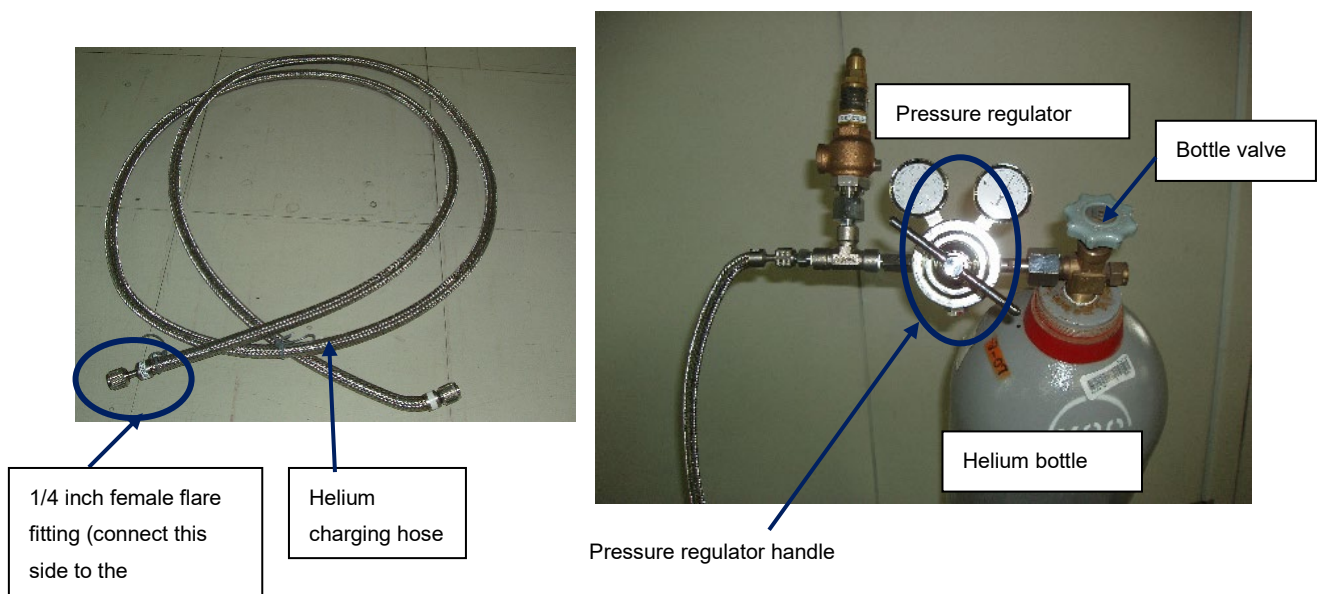 Pressure regulator
Bottle valve
Helium bottle
1/4 inch female flare
fitting (connect this
side to the
Helium
charging hose
Pressure regulator handle